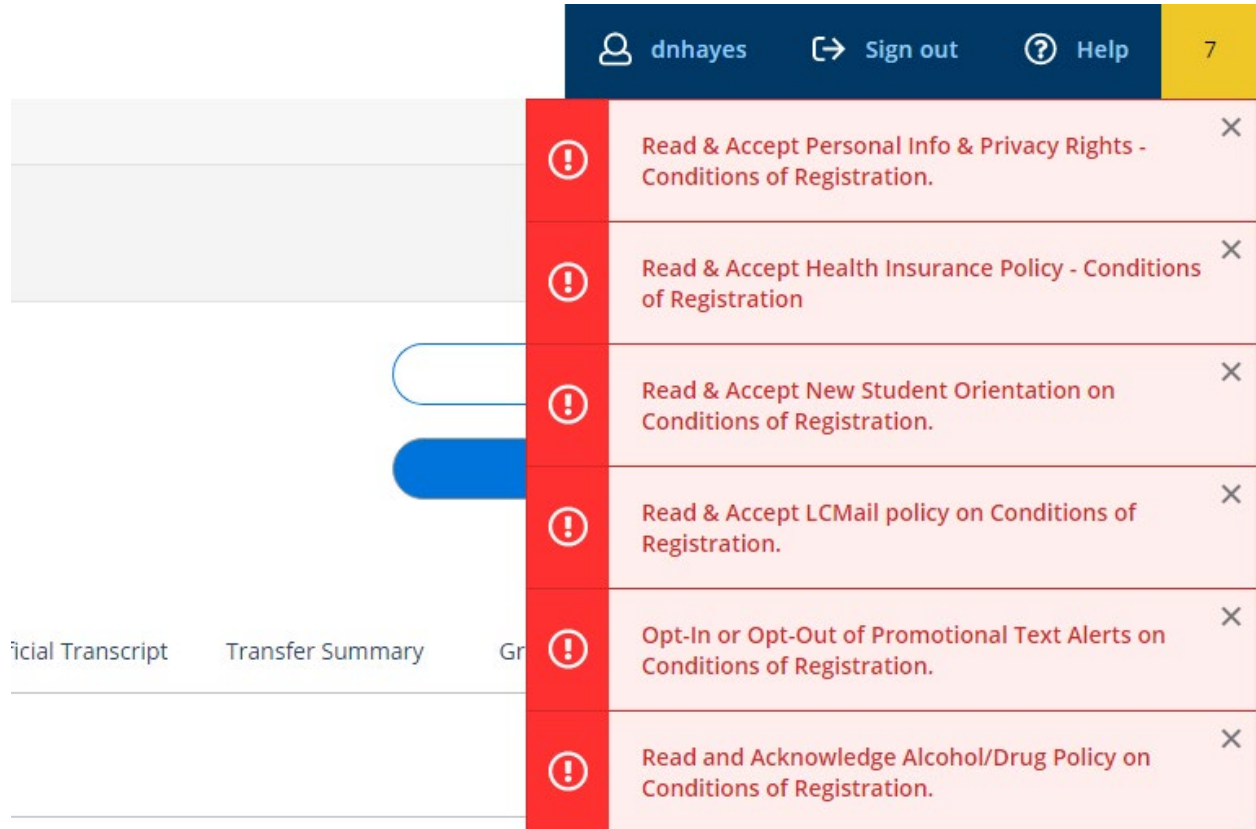 dnhayes Sign out Help 7
Read & Accept Personal Info & Privacy Rights -
Conditions of Registration.
Read & Accept Health Insurance Policy - Conditions
of Registration
Read & Accept New Student Orientation on
Conditions of Registration.
Read & Accept LCMail policy on Conditions of
Registration.
ficial Transcript Transfer Summary Gr
Opt-In or Opt-Out of Promotional Text Alerts on
Conditions of Registration.
Read and Acknowledge Alcohol/Drug Policy on
Conditions of Registration.